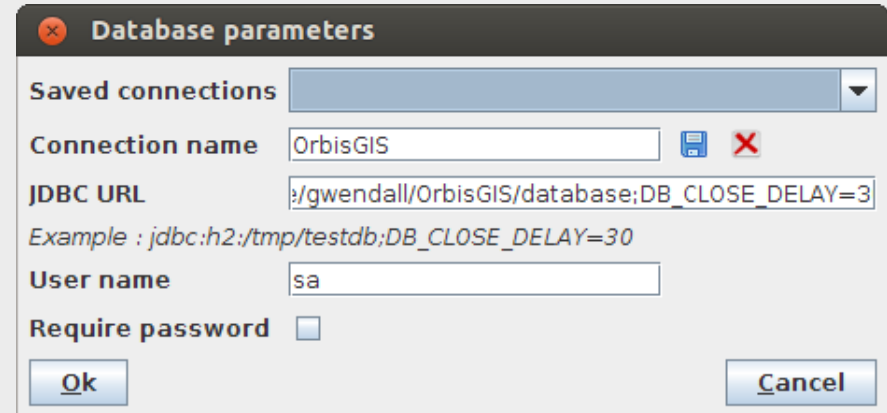 Database parameters
Saved connections
Connection name OrbisGIS
JDBC URL e/gwendall/OrbisGIS/database;DB_CLOSE_DELAY=3
Example : jdbc:h2:/tmp/testdb;DB_CLOSE_DELAY=30
User name sa
Require password
Ok Cancel